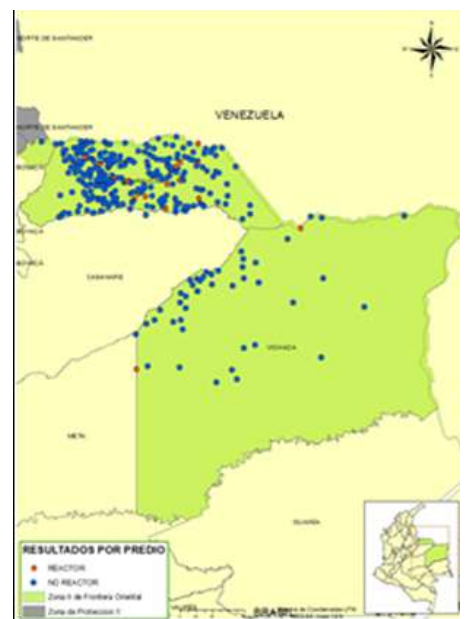 NORTE DE SANTANDER
VENEZUELA
NORTE DE SANTANDER
BOYACA
BOYACA
CASANARE
VICHADA
META
GUAINIA
RESULTADOS POR PREDIO
REACTOR
NO REACTOR
Zona II de Frontera Oriental
Zona de Proteccion II
BRASIL